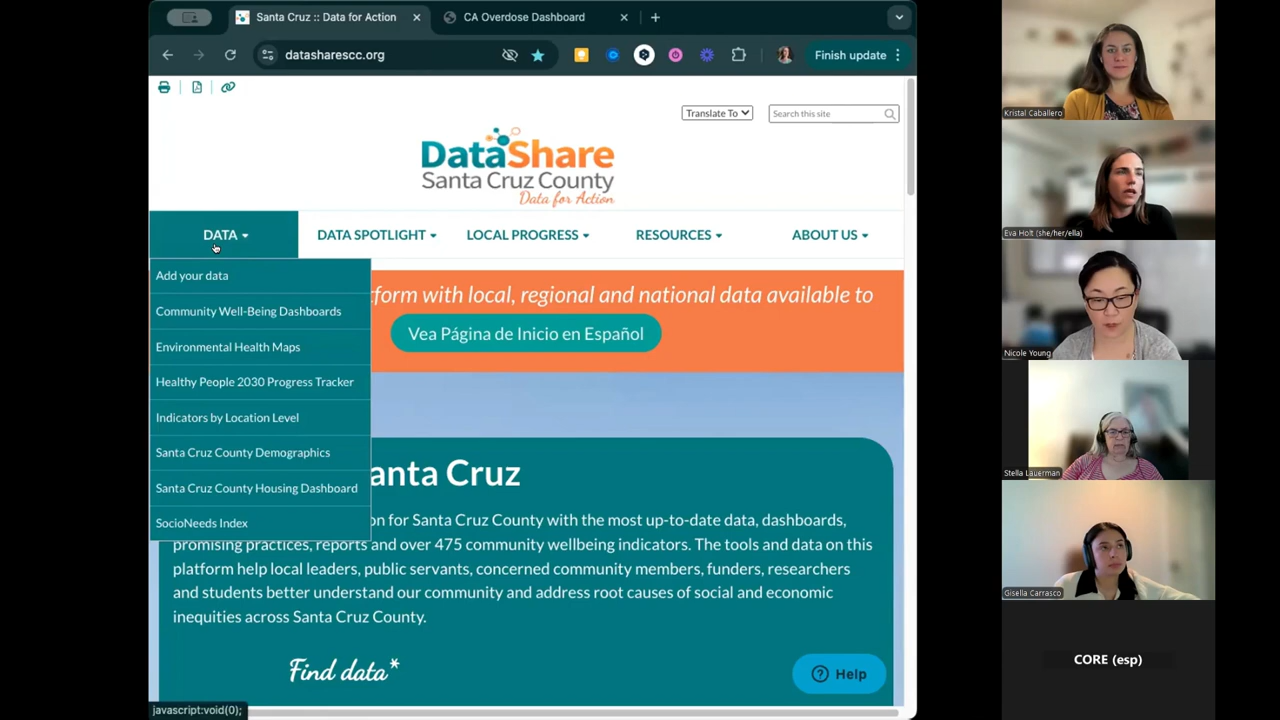 Santa Cruz :: Data for Action
CA Overdose Dashboard
datasharescc.org
Finish update
Translate To
Search this site
DataShare
Santa Cruz County
Data for Action
DATA
DATA SPOTLIGHT
LOCAL PROGRESS
RESOURCES
ABOUT US
Add your data
Community Well-Being Dashboards
Environmental Health Maps
Healthy People 2030 Progress Tracker
Indicators by Location Level
Santa Cruz County Demographics
Santa Cruz County Housing Dashboard
SocioNeeds Index
form with local, regional and national data available to
Vea Página de Inicio en Español
anta Cruz
on for Santa Cruz County with the most up-to-date data, dashboards,
promising practices, reports and over 475 community wellbeing indicators. The tools and data on this
platform help local leaders, public servants, concerned community members, funders, researchers
and students better understand our community and address root causes of social and economic
inequities across Santa Cruz County.
Find data*
Help
javascript:void(0);
Kristal Caballero
Eva Holt (she/her/ella)
Nicole Young
Stella Lauerman
Gisella Carrasco
CORE (esp)